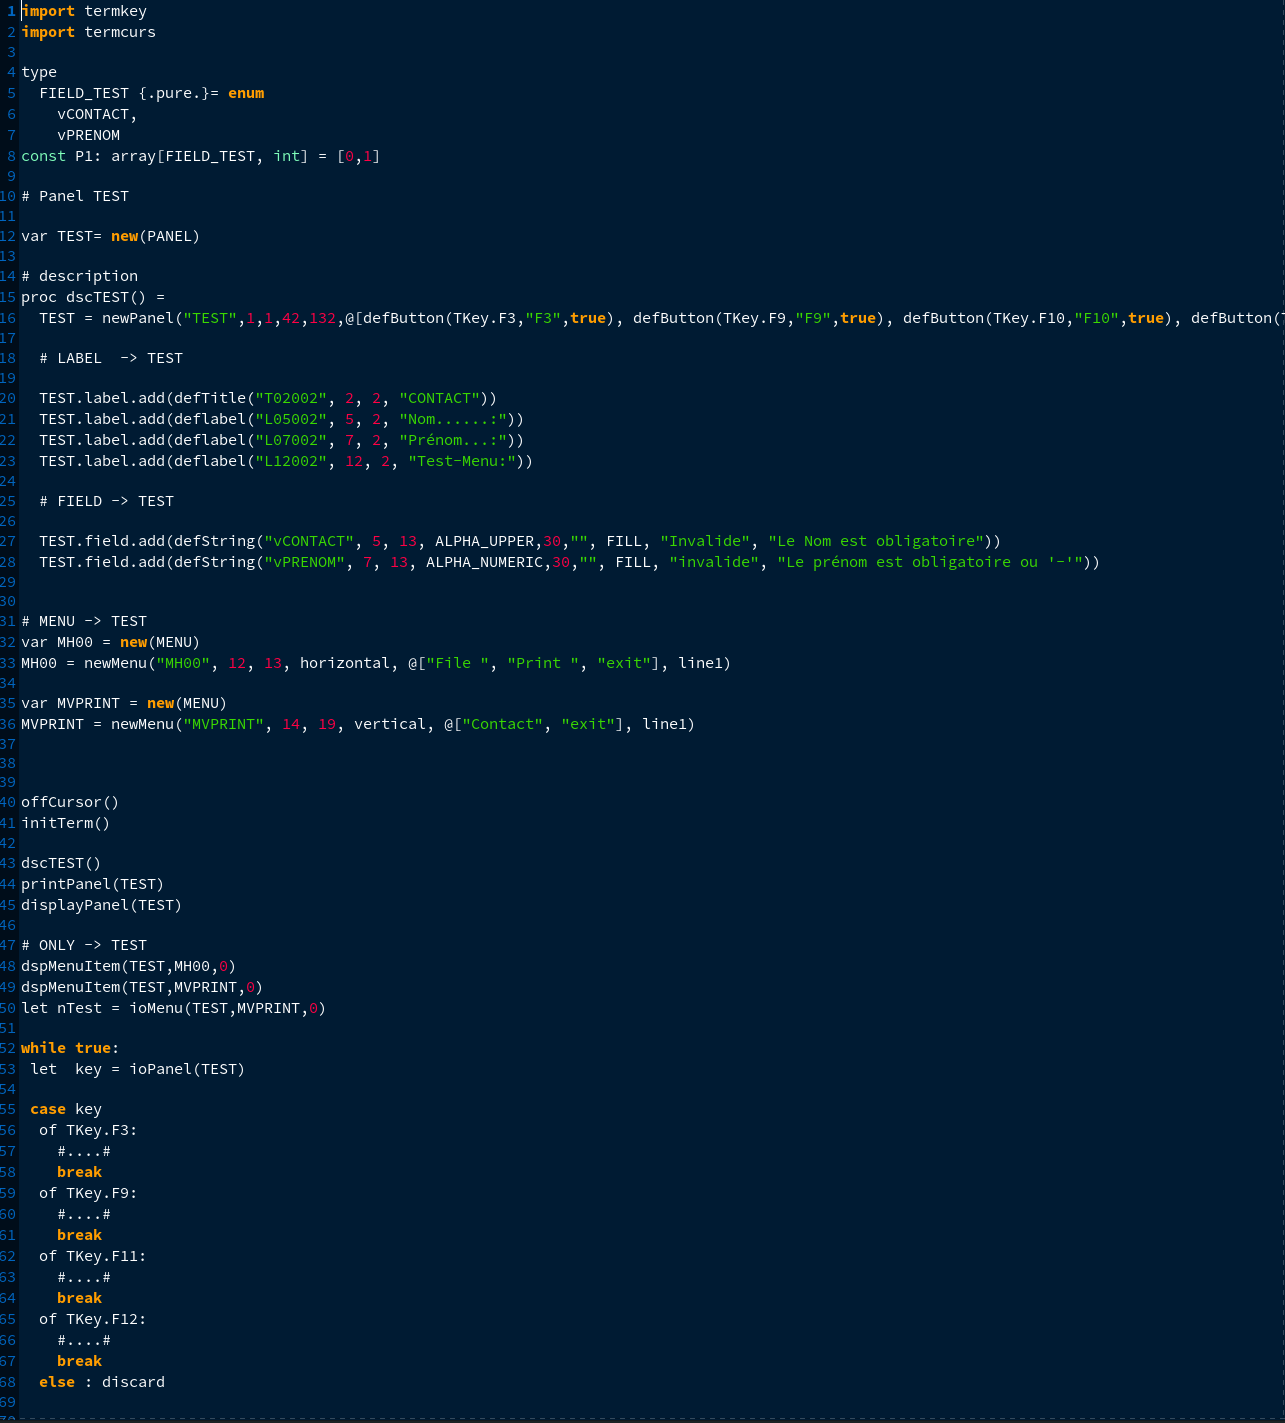 1 import termkey
2 import termcurs
3
4 type
5   FIELD_TEST {.pure.}= enum
6     vCONTACT,
7     vPRENOM
8 const P1: array[FIELD_TEST, int] = [0,1]
9
10 # Panel TEST
11
12 var TEST= new(PANEL)
13
14 # description
15 proc dscTEST() =
16   TEST = newPanel("TEST",1,1,42,132,@[defButton(TKey.F3,"F3",true), defButton(TKey.F9,"F9",true), defButton(TKey.F10,"F10",true), defButton(
17
18   # LABEL  -> TEST
19
20   TEST.label.add(defTitle("T02002", 2, 2, "CONTACT"))
21   TEST.label.add(deflabel("L05002", 5, 2, "Nom......:"))
22   TEST.label.add(deflabel("L07002", 7, 2, "Prénom...:"))
23   TEST.label.add(deflabel("L12002", 12, 2, "Test-Menu:"))
24
25   # FIELD -> TEST
26
27   TEST.field.add(defString("vCONTACT", 5, 13, ALPHA_UPPER,30,"", FILL, "Invalide", "Le Nom est obligatoire"))
28   TEST.field.add(defString("vPRENOM", 7, 13, ALPHA_NUMERIC,30,"", FILL, "invalide", "Le prénom est obligatoire ou '-'"))
29
30
31 # MENU -> TEST
32 var MH00 = new(MENU)
33 MH00 = newMenu("MH00", 12, 13, horizontal, @["File ", "Print ", "exit"], line1)
34
35 var MVPRINT = new(MENU)
36 MVPRINT = newMenu("MVPRINT", 14, 19, vertical, @["Contact", "exit"], line1)
37
38
39
40 offCursor()
41 initTerm()
42
43 dscTEST()
44 printPanel(TEST)
45 displayPanel(TEST)
46
47 # ONLY -> TEST
48 dspMenuItem(TEST,MH00,0)
49 dspMenuItem(TEST,MVPRINT,0)
50 let nTest = ioMenu(TEST,MVPRINT,0)
51
52 while true:
53  let  key = ioPanel(TEST)
54
55  case key
56   of TKey.F3:
57     #....#
58     break
59   of TKey.F9:
60     #....#
61     break
62   of TKey.F11:
63     #....#
64     break
65   of TKey.F12:
66     #....#
67     break
68   else : discard
69